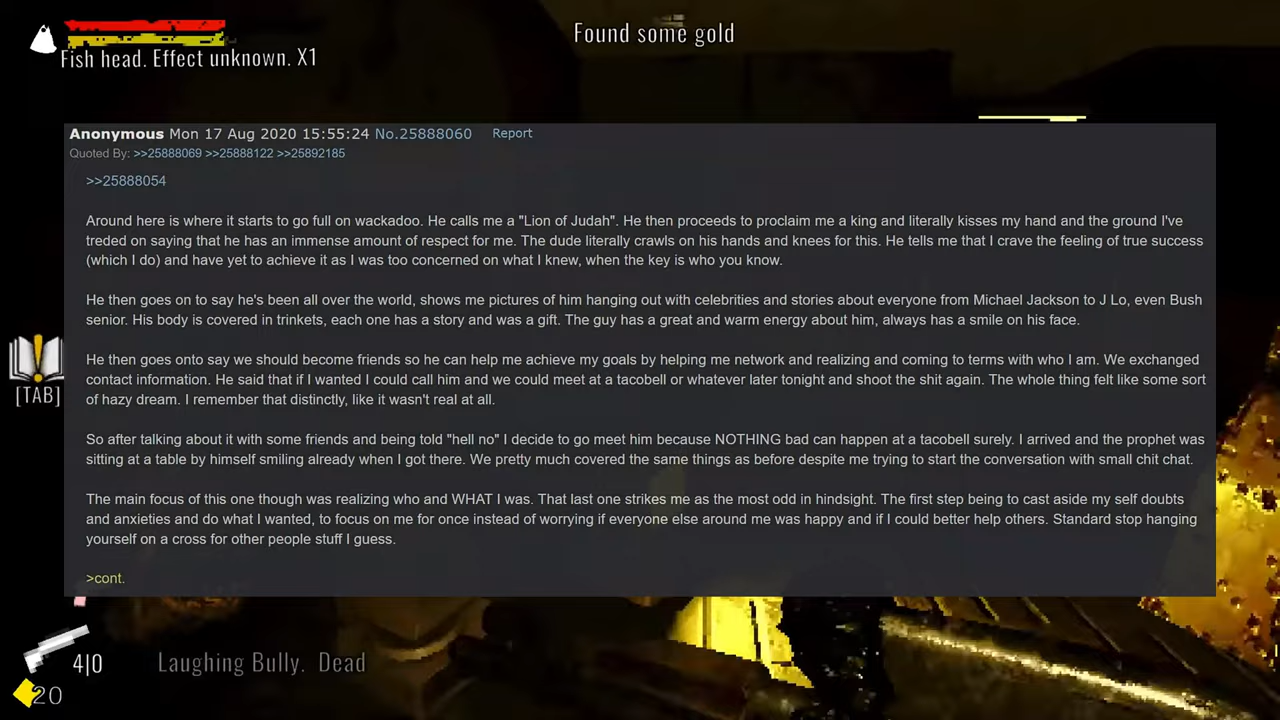 Found some gold
Fish head. Effect unknown. X1
Anonymous Mon 17 Aug 2020 15:55:24 No.25888060 Report
Quoted By: >>25888069 >>25888122 >>25892185
>>25888054
Around here is where it starts to go full on wackadoo. He calls me a "Lion of Judah". He then proceeds to proclaim me a king and literally kisses my hand and the ground I've
treded on saying that he has an immense amount of respect for me. The dude literally crawls on his hands and knees for this. He tells me that I crave the feeling of true success
(which I do) and have yet to achieve it as I was too concerned on what I knew, when the key is who you know.
He then goes on to say he's been all over the world, shows me pictures of him hanging out with celebrities and stories about everyone from Michael Jackson to J Lo, even Bush
senior. His body is covered in trinkets, each one has a story and was a gift. The guy has a great and warm energy about him, always has a smile on his face.
He then goes onto say we should become friends so he can help me achieve my goals by helping me network and realizing and coming to terms with who I am. We exchanged
contact information. He said that if I wanted I could call him and we could meet at a tacobell or whatever later tonight and shoot the shit again. The whole thing felt like some sort
of hazy dream. I remember that distinctly, like it wasn't real at all.
[TAB]
So after talking about it with some friends and being told "hell no" I decide to go meet him because NOTHING bad can happen at a tacobell surely. I arrived and the prophet was
sitting at a table by himself smiling already when I got there. We pretty much covered the same things as before despite me trying to start the conversation with small chit chat.
The main focus of this one though was realizing who and WHAT I was. That last one strikes me as the most odd in hindsight. The first step being to cast aside my self doubts
and anxieties and do what I wanted, to focus on me for once instead of worrying if everyone else around me was happy and if I could better help others. Standard stop hanging
yourself on a cross for other people stuff I guess.
>cont.
4|0
Laughing Bully. Dead
20